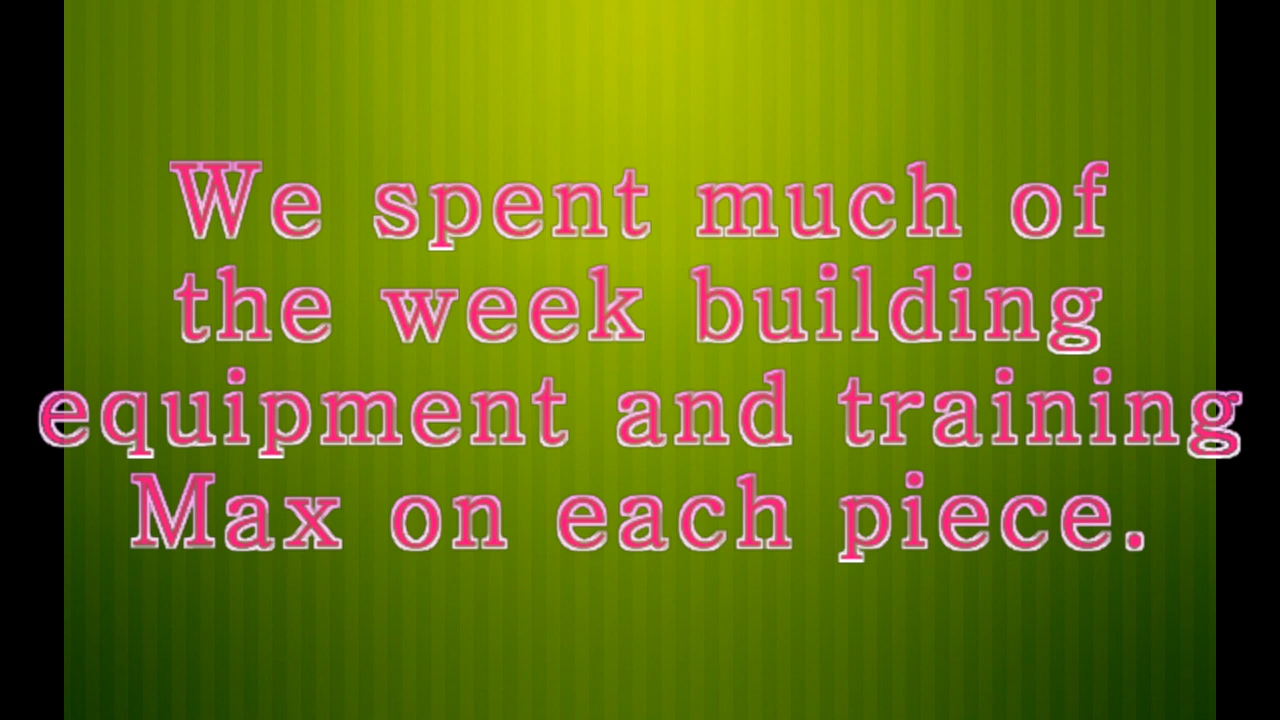 We spent much of
the week building
equipment and training
Max on each piece.